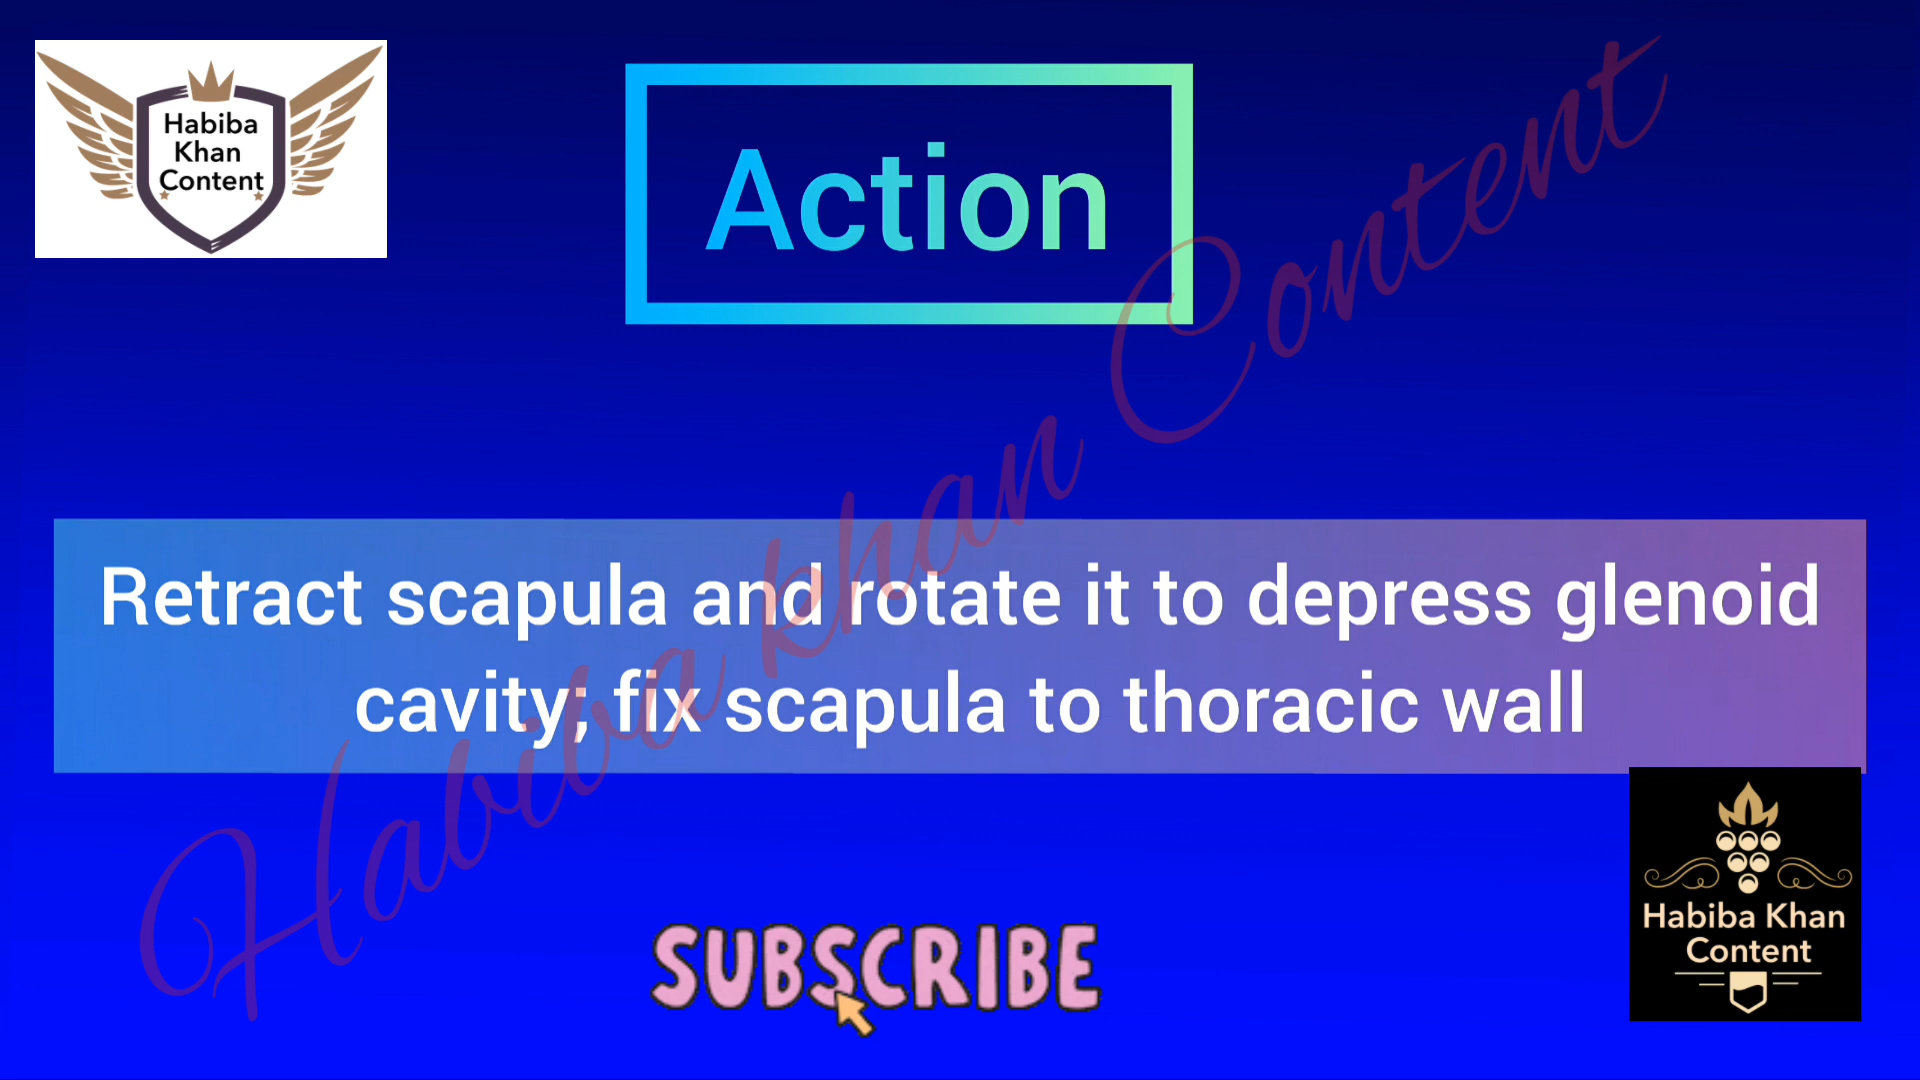 Habiba
Khan
Content
Action
Habiba khan Content
Retract scapula and rotate it to depress glenoid
cavity; fix scapula to thoracic wall
SUBSCRIBE
Habiba Khan
Content